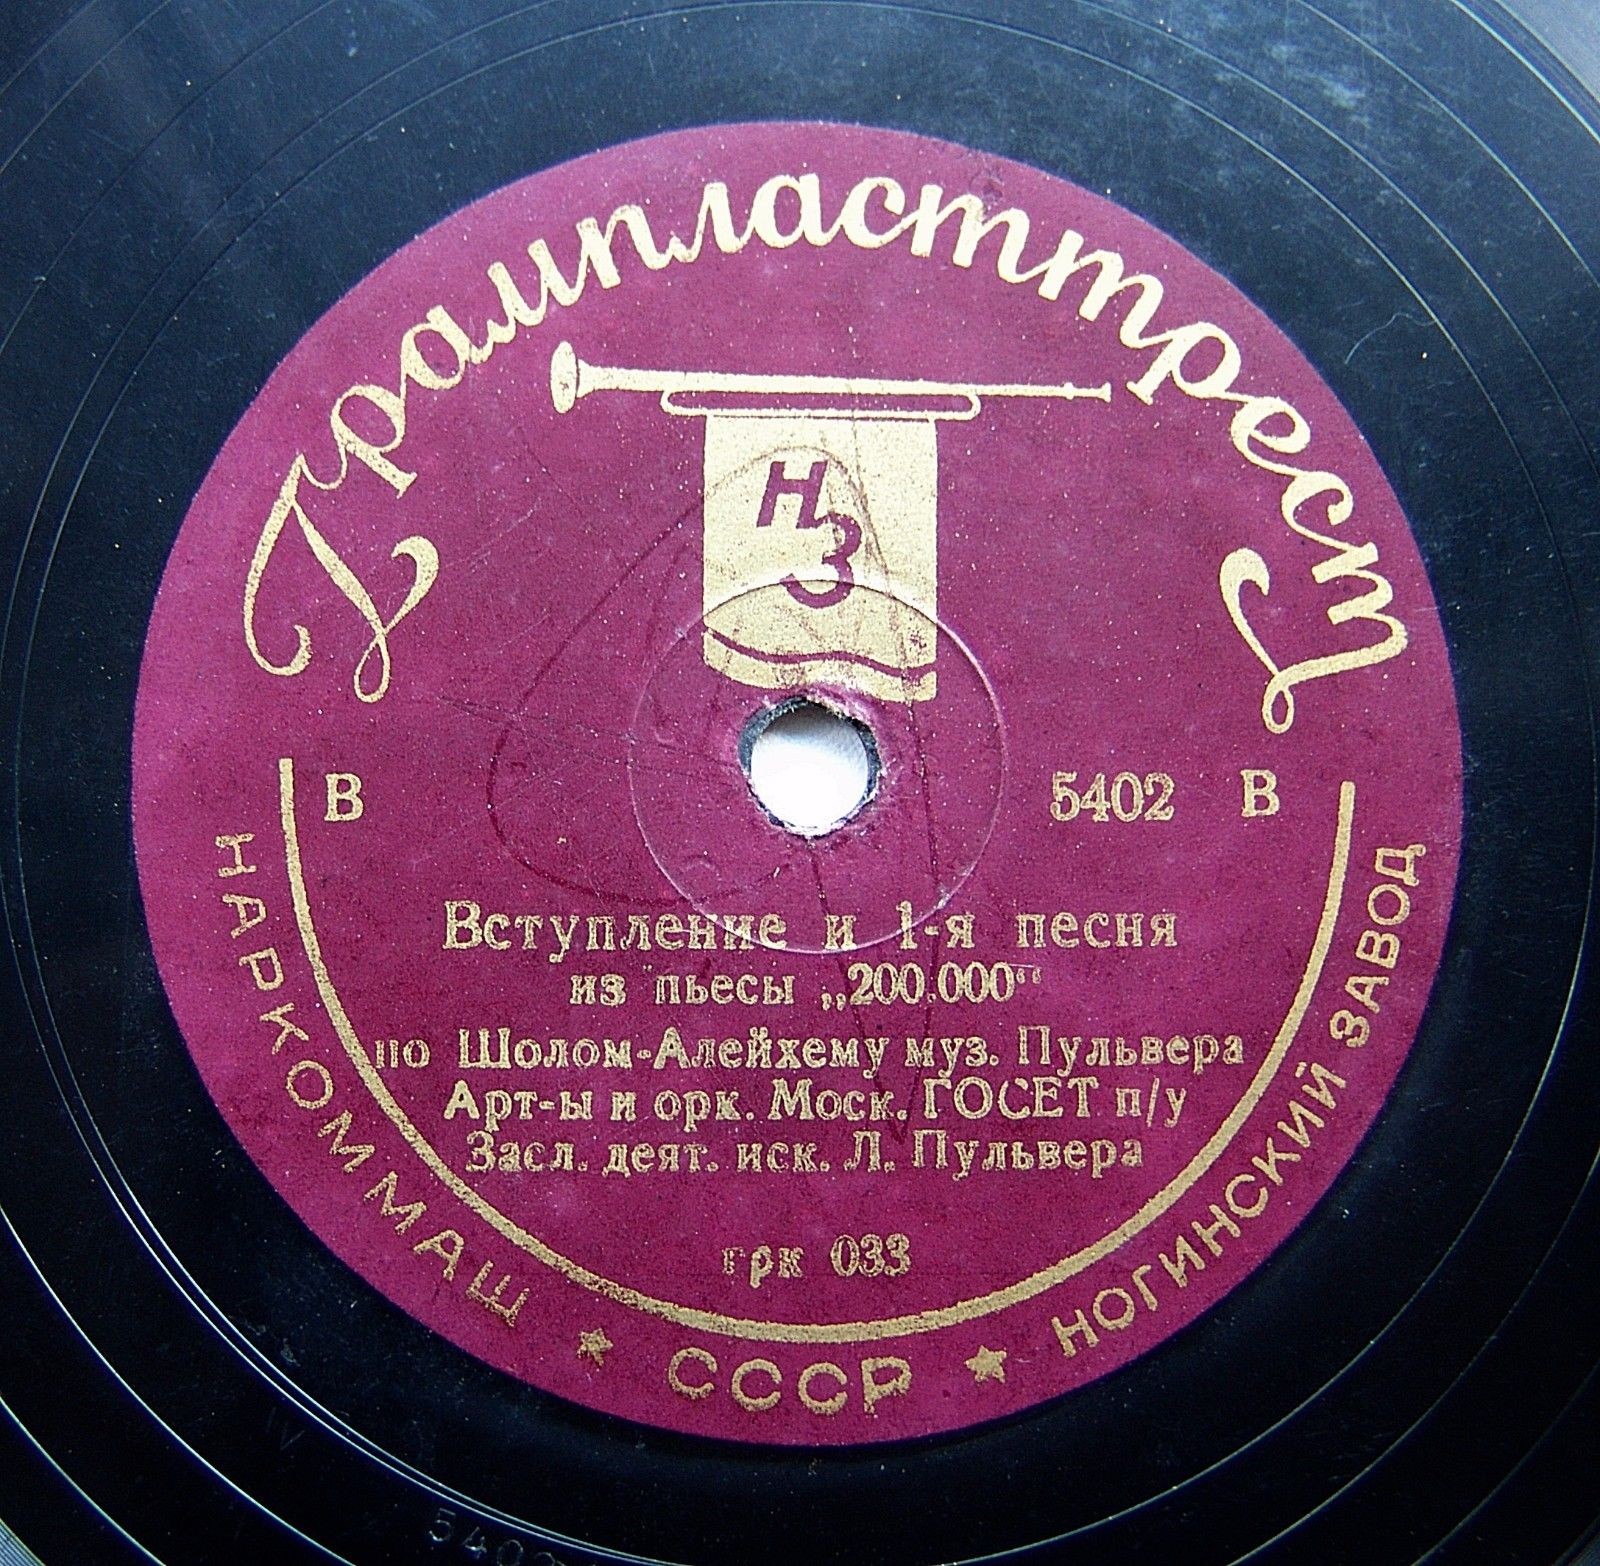 Грампласттрест
Н
З
В 5402 В
Вступление и 1-я песня
из пьесы „200.000“
по Шолом-Алейхему муз. Пульвера
Арт-ы и орк. Моск. ГОСЕТ п/у
Засл. деят. иск. Л. Пульвера
грк 033
НАРКОММАШ ★ СССР ★ НОГИНСКИЙ ЗАВОД